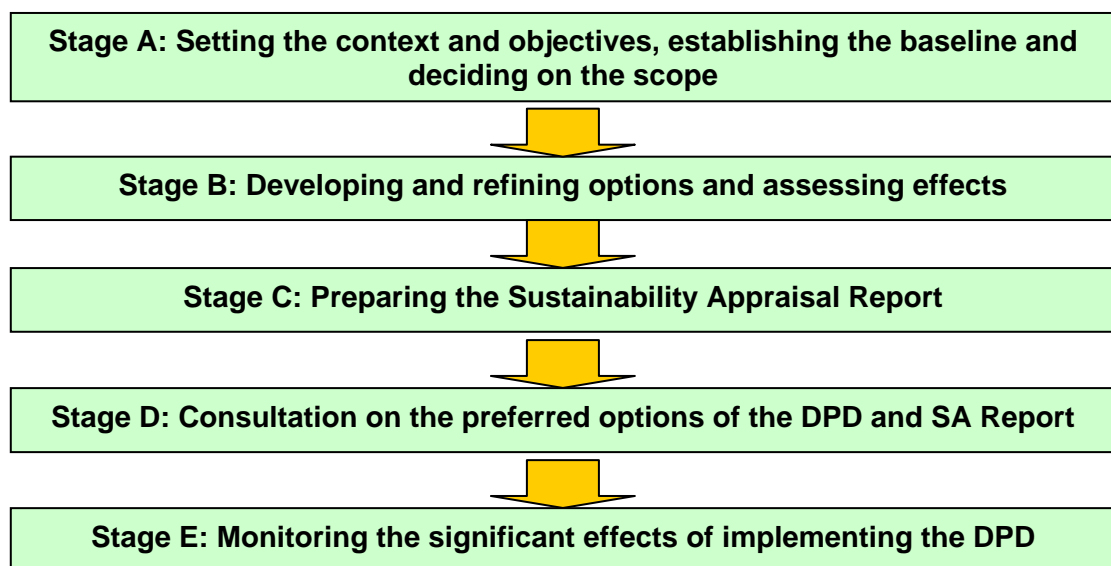 Stage A: Setting the context and objectives, establishing the baseline and
deciding on the scope
Stage B: Developing and refining options and assessing effects
Stage C: Preparing the Sustainability Appraisal Report
Stage D: Consultation on the preferred options of the DPD and SA Report
Stage E: Monitoring the significant effects of implementing the DPD